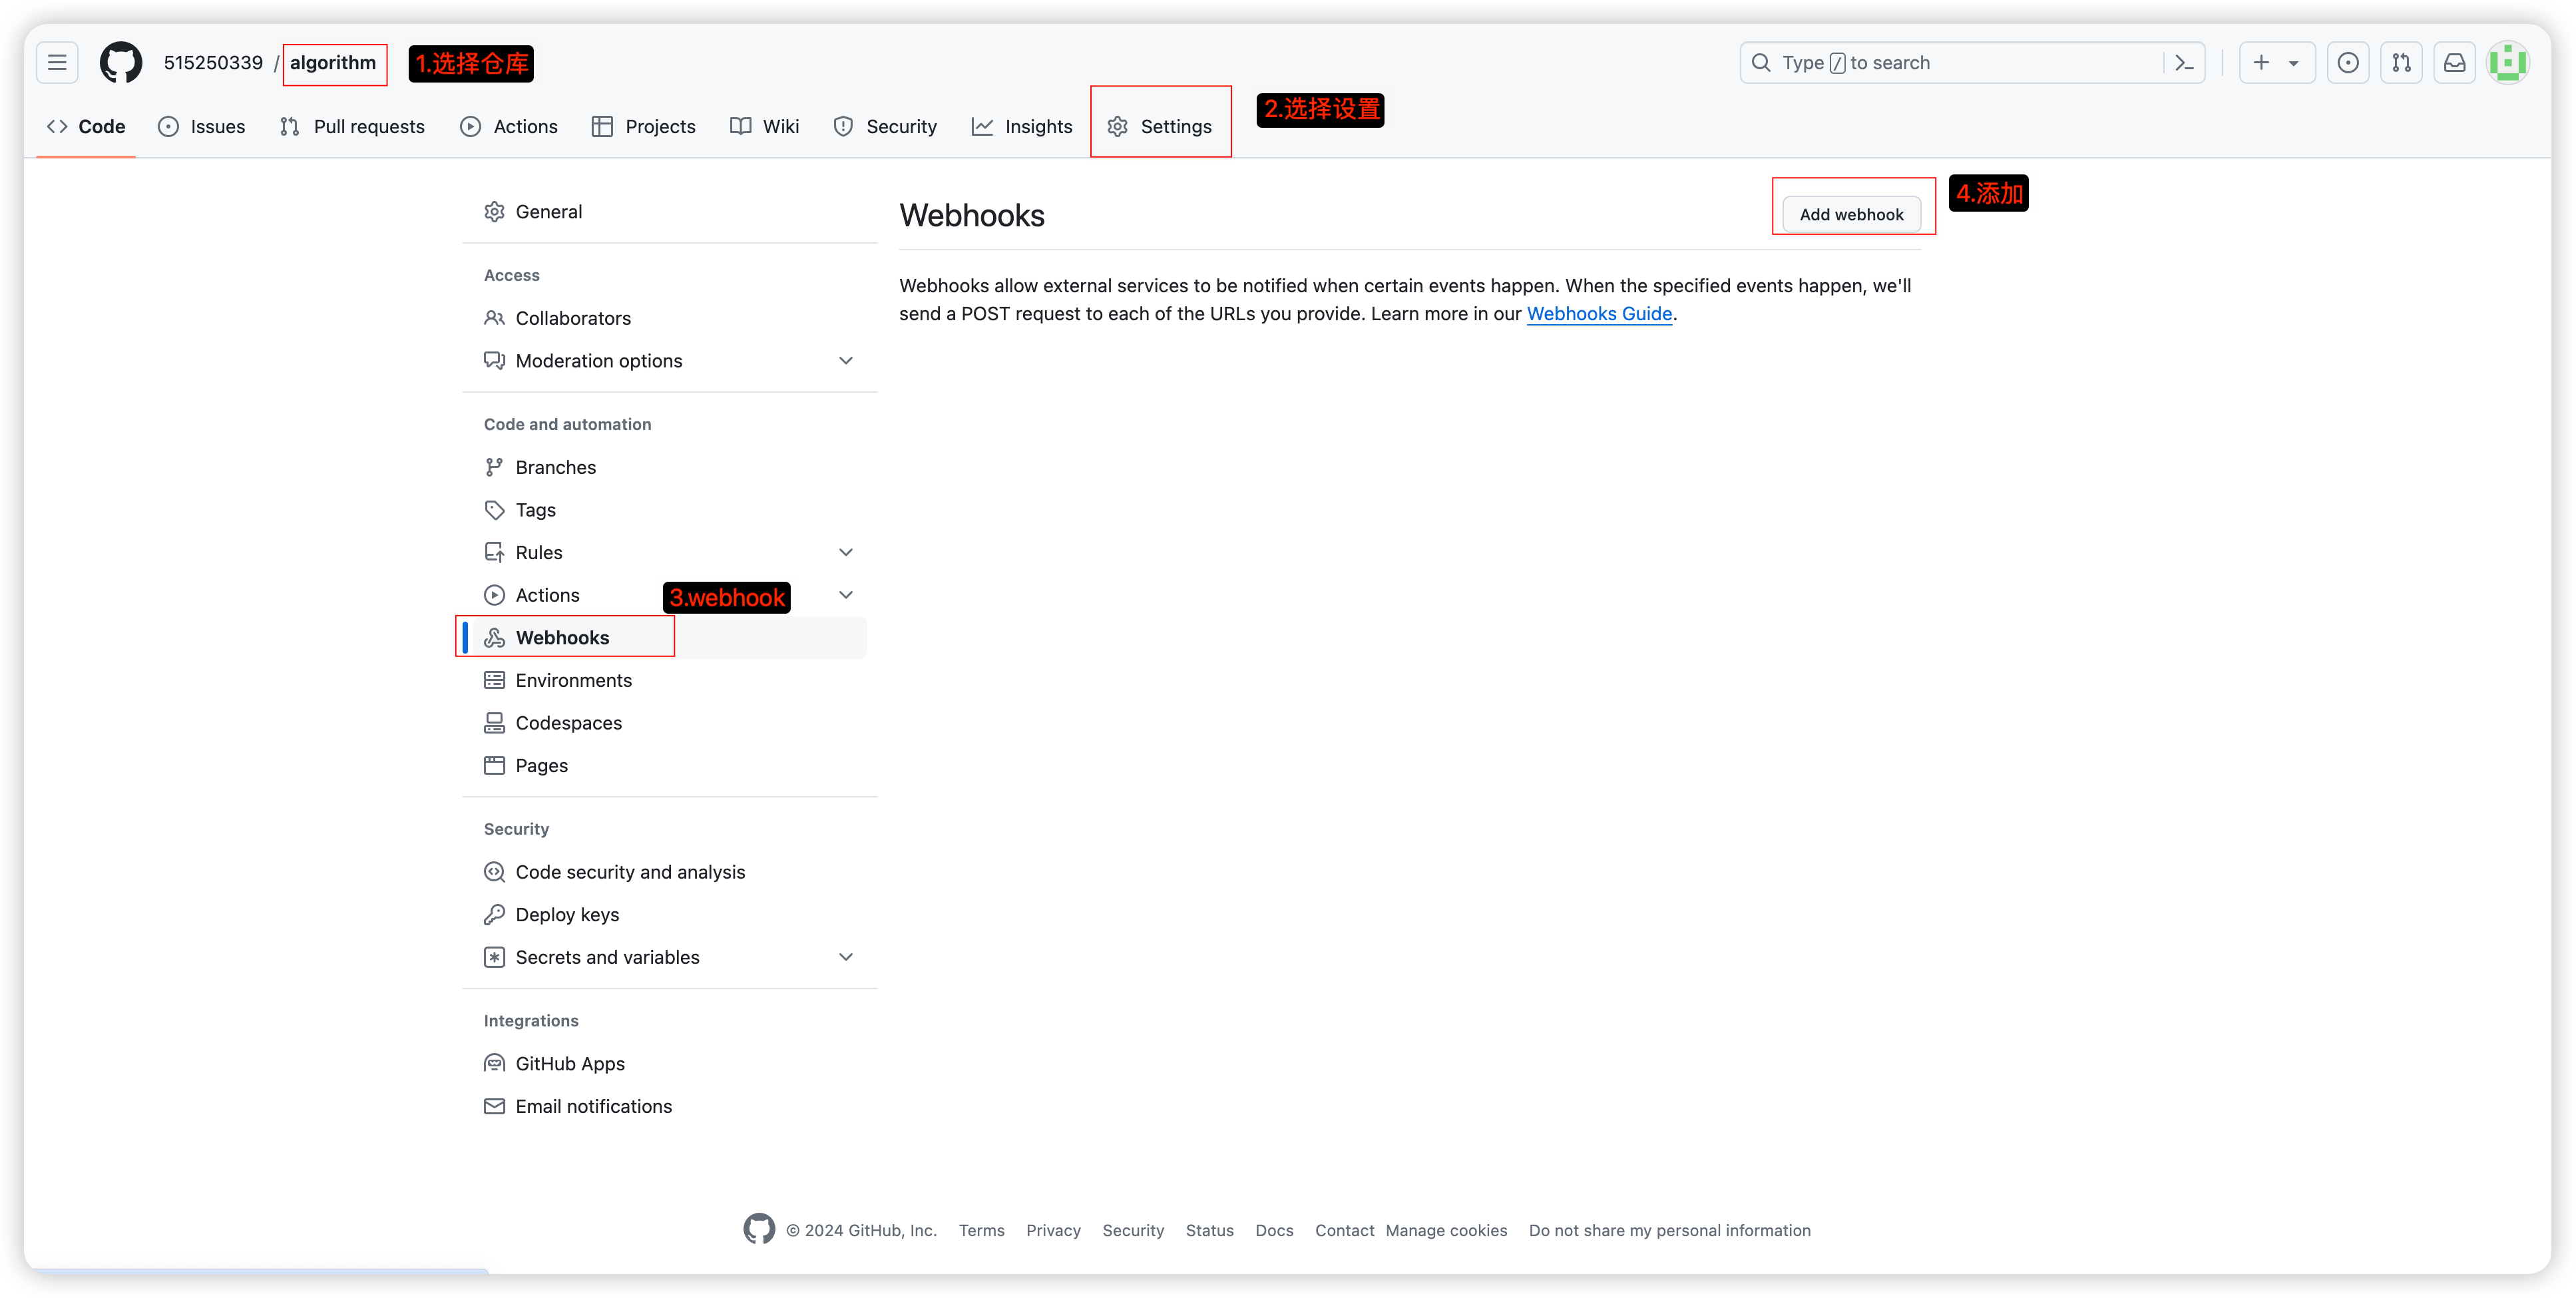 515250339 / algorithm
1.选择仓库
Type / to search
Code
Issues
Pull requests
Actions
Projects
Wiki
Security
Insights
Settings
2.选择设置
General
Access
Collaborators
Moderation options
Code and automation
Branches
Tags
Rules
Actions
3.webhook
Webhooks
Environments
Codespaces
Pages
Security
Code security and analysis
Deploy keys
Secrets and variables
Integrations
GitHub Apps
Email notifications
Webhooks
Add webhook
4.添加
Webhooks allow external services to be notified when certain events happen. When the specified events happen, we'll
send a POST request to each of the URLs you provide. Learn more in our Webhooks Guide.
© 2024 GitHub, Inc.
Terms
Privacy
Security
Status
Docs
Contact
Manage cookies
Do not share my personal information